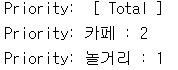 Priority:  [ Total ]
Priority: 카페 : 2
Priority: 놀거리 : 1